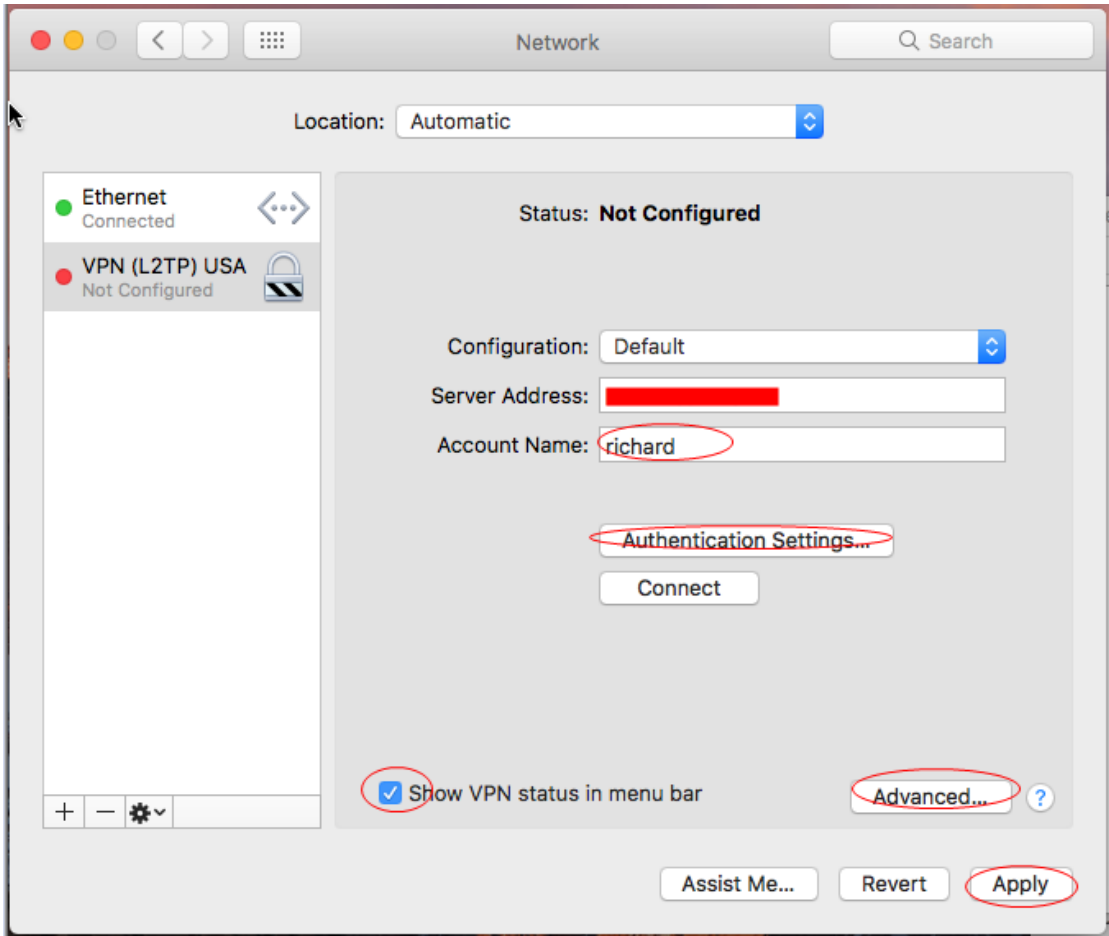 Network
Search
Location: Automatic
Ethernet
Connected
VPN (L2TP) USA
Not Configured
Status: Not Configured
Configuration: Default
Server Address:
Account Name: richard
Authentication Settings...
Connect
Show VPN status in menu bar
Advanced... ?
Assist Me... Revert Apply